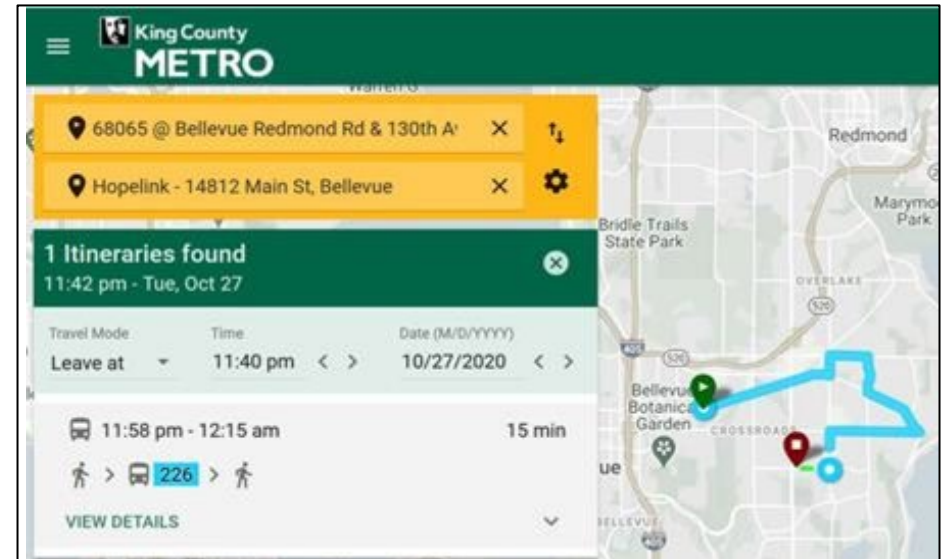 King County
METRO
68065 @ Bellevue Redmond Rd & 130th A
Hopelink - 14812 Main St, Bellevue
1 Itineraries found
11:42 pm - Tue, Oct 27
Travel Mode
Time
Date (M/D/YYYY)
Leave at
11:40 pm
10/27/2020
11:58 pm - 12:15 am
15 min
226
VIEW DETAILS
Redmond
Marymo
Park
Bridle Trails
State Park
OVERLAKE
520
520
Bellevue
Botanica
Garden
CROSSROADS
ue